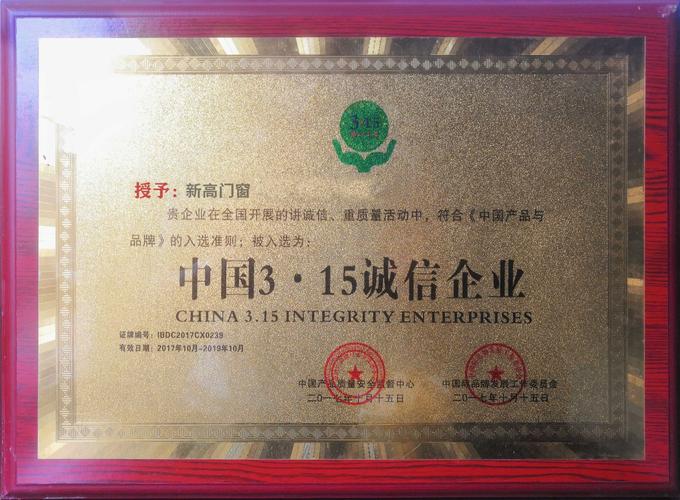 3·15
授予：新高门窗
贵企业在全国开展的讲诚信、重质量活动中，符合《中国产品与
品牌》的入选准则；被入选为：
中国3·15诚信企业
CHINA 3.15 INTEGRITY ENTERPRISES
证牌编号：IBDC2017CX0239
有效日期：2017年10月-2019年10月
中国产品质量安全监督中心
二〇一七年十月十五日
中国际品牌发展工作委员会
二〇一七年十月十五日